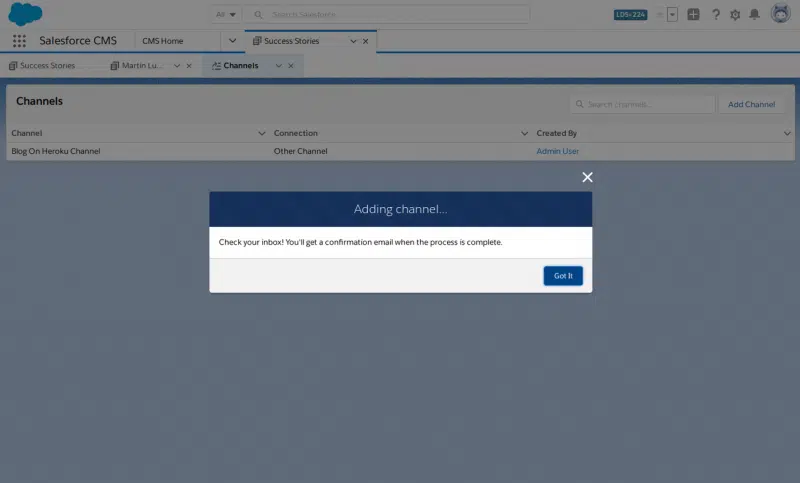 All
Search Salesforce
LDS-224
Salesforce CMS
CMS Home
Success Stories
Success Stories
Martin Lu...
Channels
Channels
Search channel...
Add Channel
Channel
Connection
Created By
Blog On Heroku Channel
Other Channel
Admin User
Adding channel...
Check your inbox! You'll get a confirmation email when the process is complete.
Got It